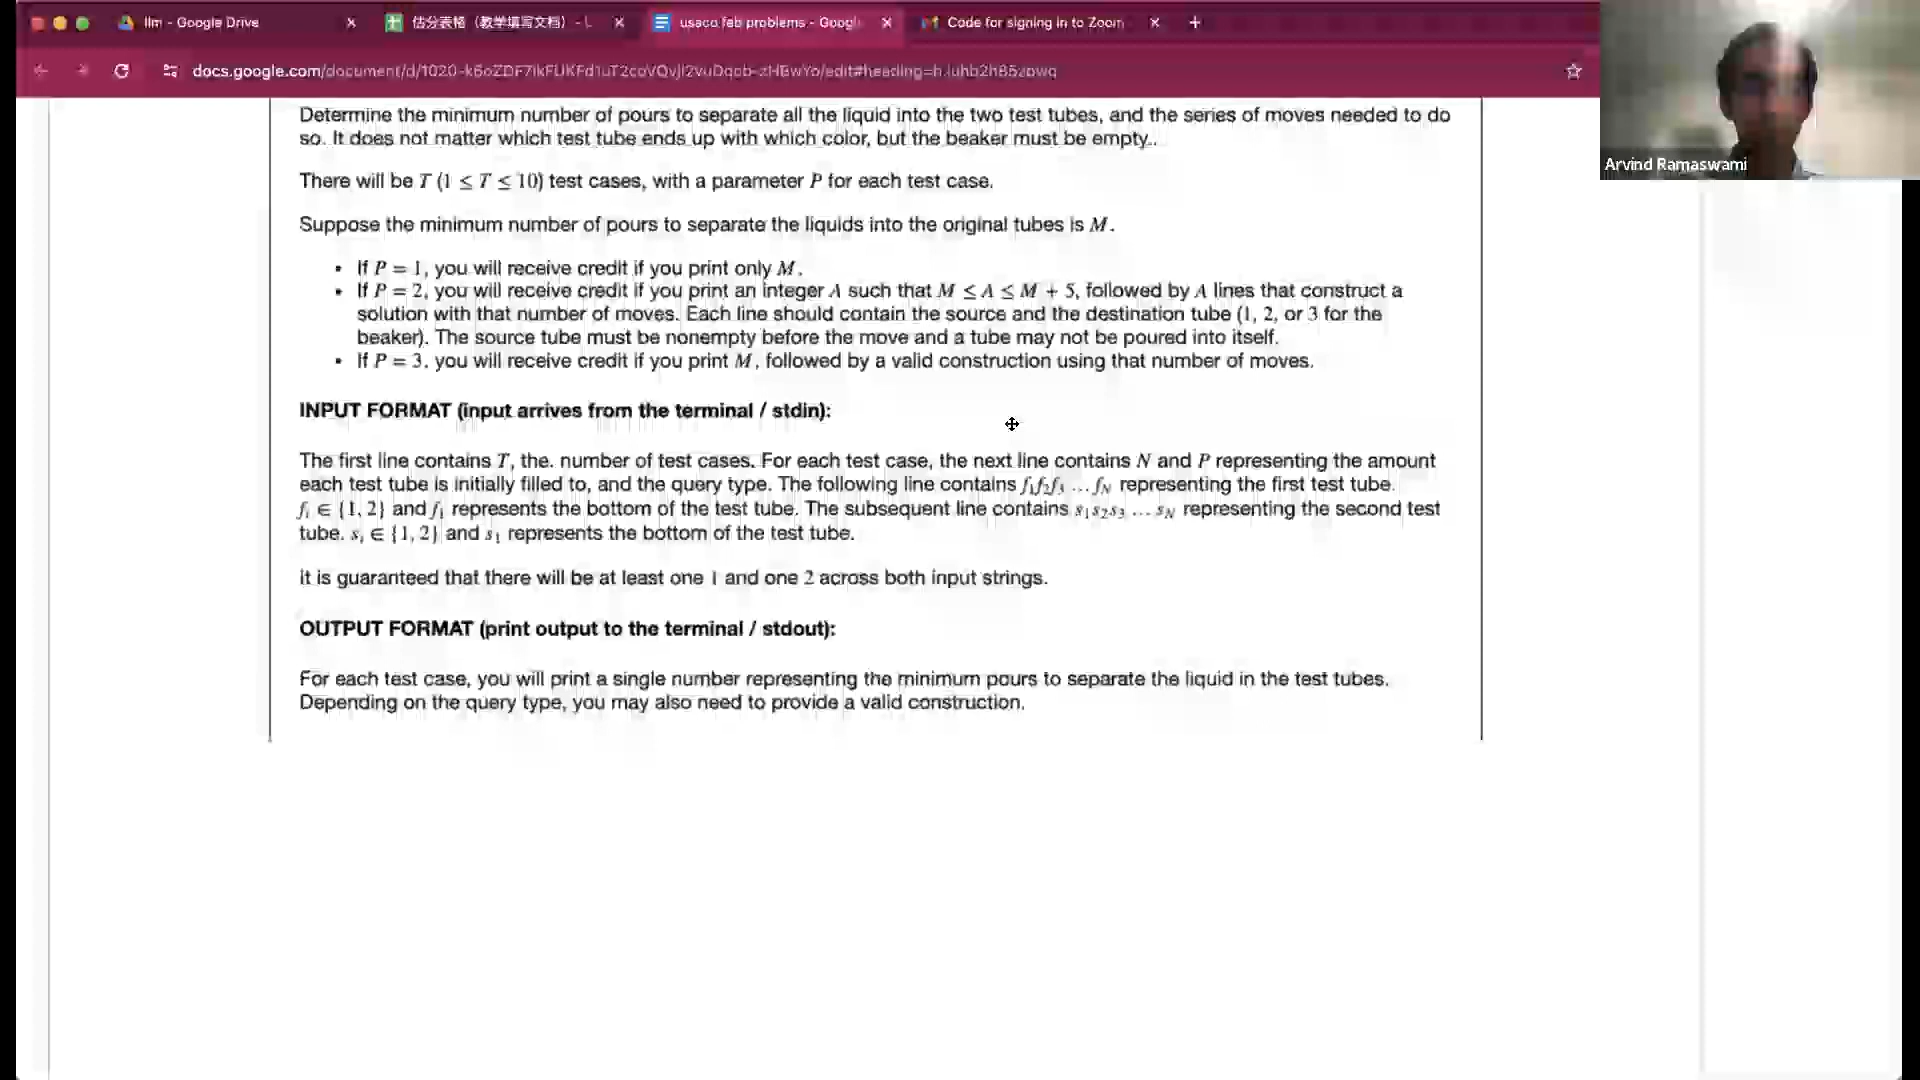 llm - Google Drive
估分表格（教学填写文档） - L
usaco feb problems - Googl
Code for signing in to Zoom
Determine the minimum number of pours to separate all the liquid into the two test tubes, and the series of moves needed to do
so. It does not matter which test tube ends up with which color, but the beaker must be empty..
There will be T (1 ≤ T ≤ 10) test cases, with a parameter P for each test case.
Suppose the minimum number of pours to separate the liquids into the original tubes is M.
• If P = 1, you will receive credit if you print only M.
• If P = 2, you will receive credit if you print an integer A such that M ≤ A ≤ M + 5, followed by A lines that construct a
solution with that number of moves. Each line should contain the source and the destination tube (1, 2, or 3 for the
beaker). The source tube must be nonempty before the move and a tube may not be poured into itself.
• If P = 3, you will receive credit if you print M, followed by a valid construction using that number of moves.
INPUT FORMAT (input arrives from the terminal / stdin):
The first line contains T, the. number of test cases. For each test case, the next line contains N and P representing the amount
each test tube is initially filled to, and the query type. The following line contains f₁f₂f₃ … f_N representing the first test tube.
fᵢ ∈ {1, 2} and f₁ represents the bottom of the test tube. The subsequent line contains s₁s₂s₃ … s_N representing the second test
tube. sᵢ ∈ {1, 2} and s₁ represents the bottom of the test tube.
It is guaranteed that there will be at least one 1 and one 2 across both input strings.
OUTPUT FORMAT (print output to the terminal / stdout):
For each test case, you will print a single number representing the minimum pours to separate the liquid in the test tubes.
Depending on the query type, you may also need to provide a valid construction.
Arvind Ramaswami